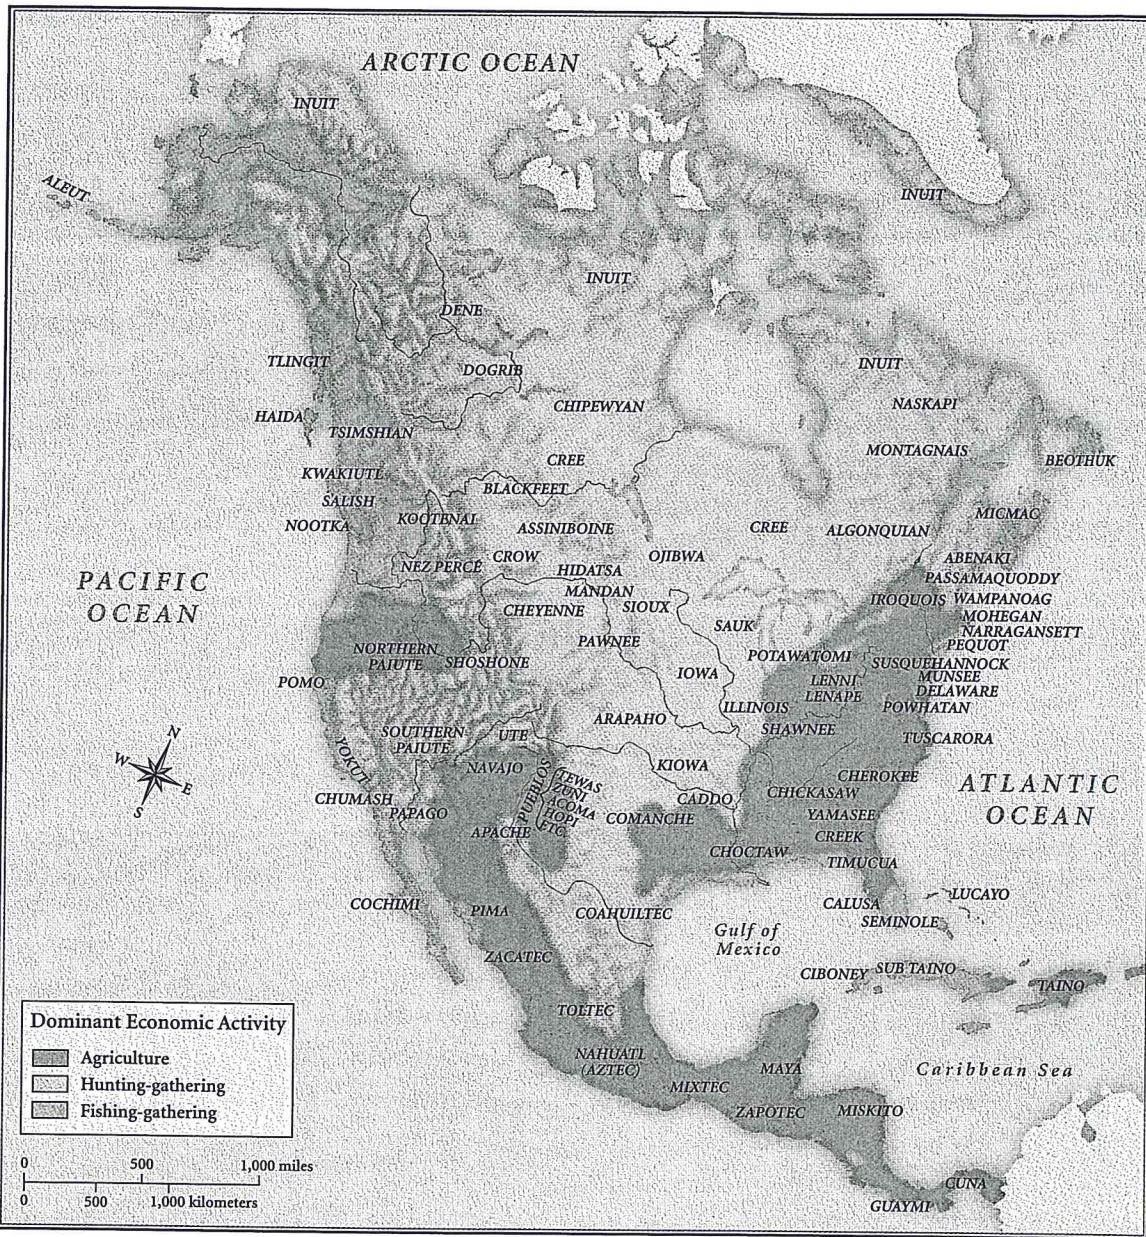 ARCTIC OCEAN
INUIT
ALEUT
INUIT
INUIT
DENE
TLINGIT
DOGRIB
INUIT
HAIDA
TSIMSHIAN
CHIPEWYAN
NASKAPI
KWAKIUTL
CREE
MONTAGNAIS
BEOTHUK
SALISH
BLACKFEET
NOOTKA
KOOTENAI
ASSINIBOINE
CREE
ALGONQUIAN
MICMAC
NEZ PERCÉ
CROW
HIDATSA
OJIBWA
ABENAKI
PASSAMAQUODDY
PACIFIC
OCEAN
MANDAN
CHEYENNE
SIOUX
IROQUOIS
WAMPANOAG
MOHEGAN
NARRAGANSETT
PEQUOT
SAUK
PAWNEE
NORTHERN
PAIUTE
SHOSHONE
POTAWATOMI
SUSQUEHANNOCK
MUNSEE
DELAWARE
POMO
IOWA
LENNI
LENAPE
ILLINOIS
POWHATAN
ARAPAHO
SHAWNEE
TUSCARORA
SOUTHERN
PAIUTE
UTE
YOKUT
NAVAJO
KIOWA
CHEROKEE
N
W
E
S
CHUMASH
PAPAGO
PUEBLOS
TEWAS
ZUNI
ACOMA
HOPI
ETC.
CADDO
CHICKASAW
ATLANTIC
OCEAN
APACHE
COMANCHE
YAMASEE
CREEK
CHOCTAW
TIMUCUA
COCHIMI
PIMA
COAHUILTEC
CALUSA
LUCAYO
SEMINOLE
Gulf of
Mexico
ZACATEC
CIBONEY
SUB TAINO
TAINO
TOLTEC
NAHUATL
(AZTEC)
MIXTEC
MAYA
Caribbean Sea
ZAPOTEC
MISKITO
CUNA
GUAYMI
Dominant Economic Activity
Agriculture
Hunting-gathering
Fishing-gathering
0 500 1,000 miles
0 500 1,000 kilometers